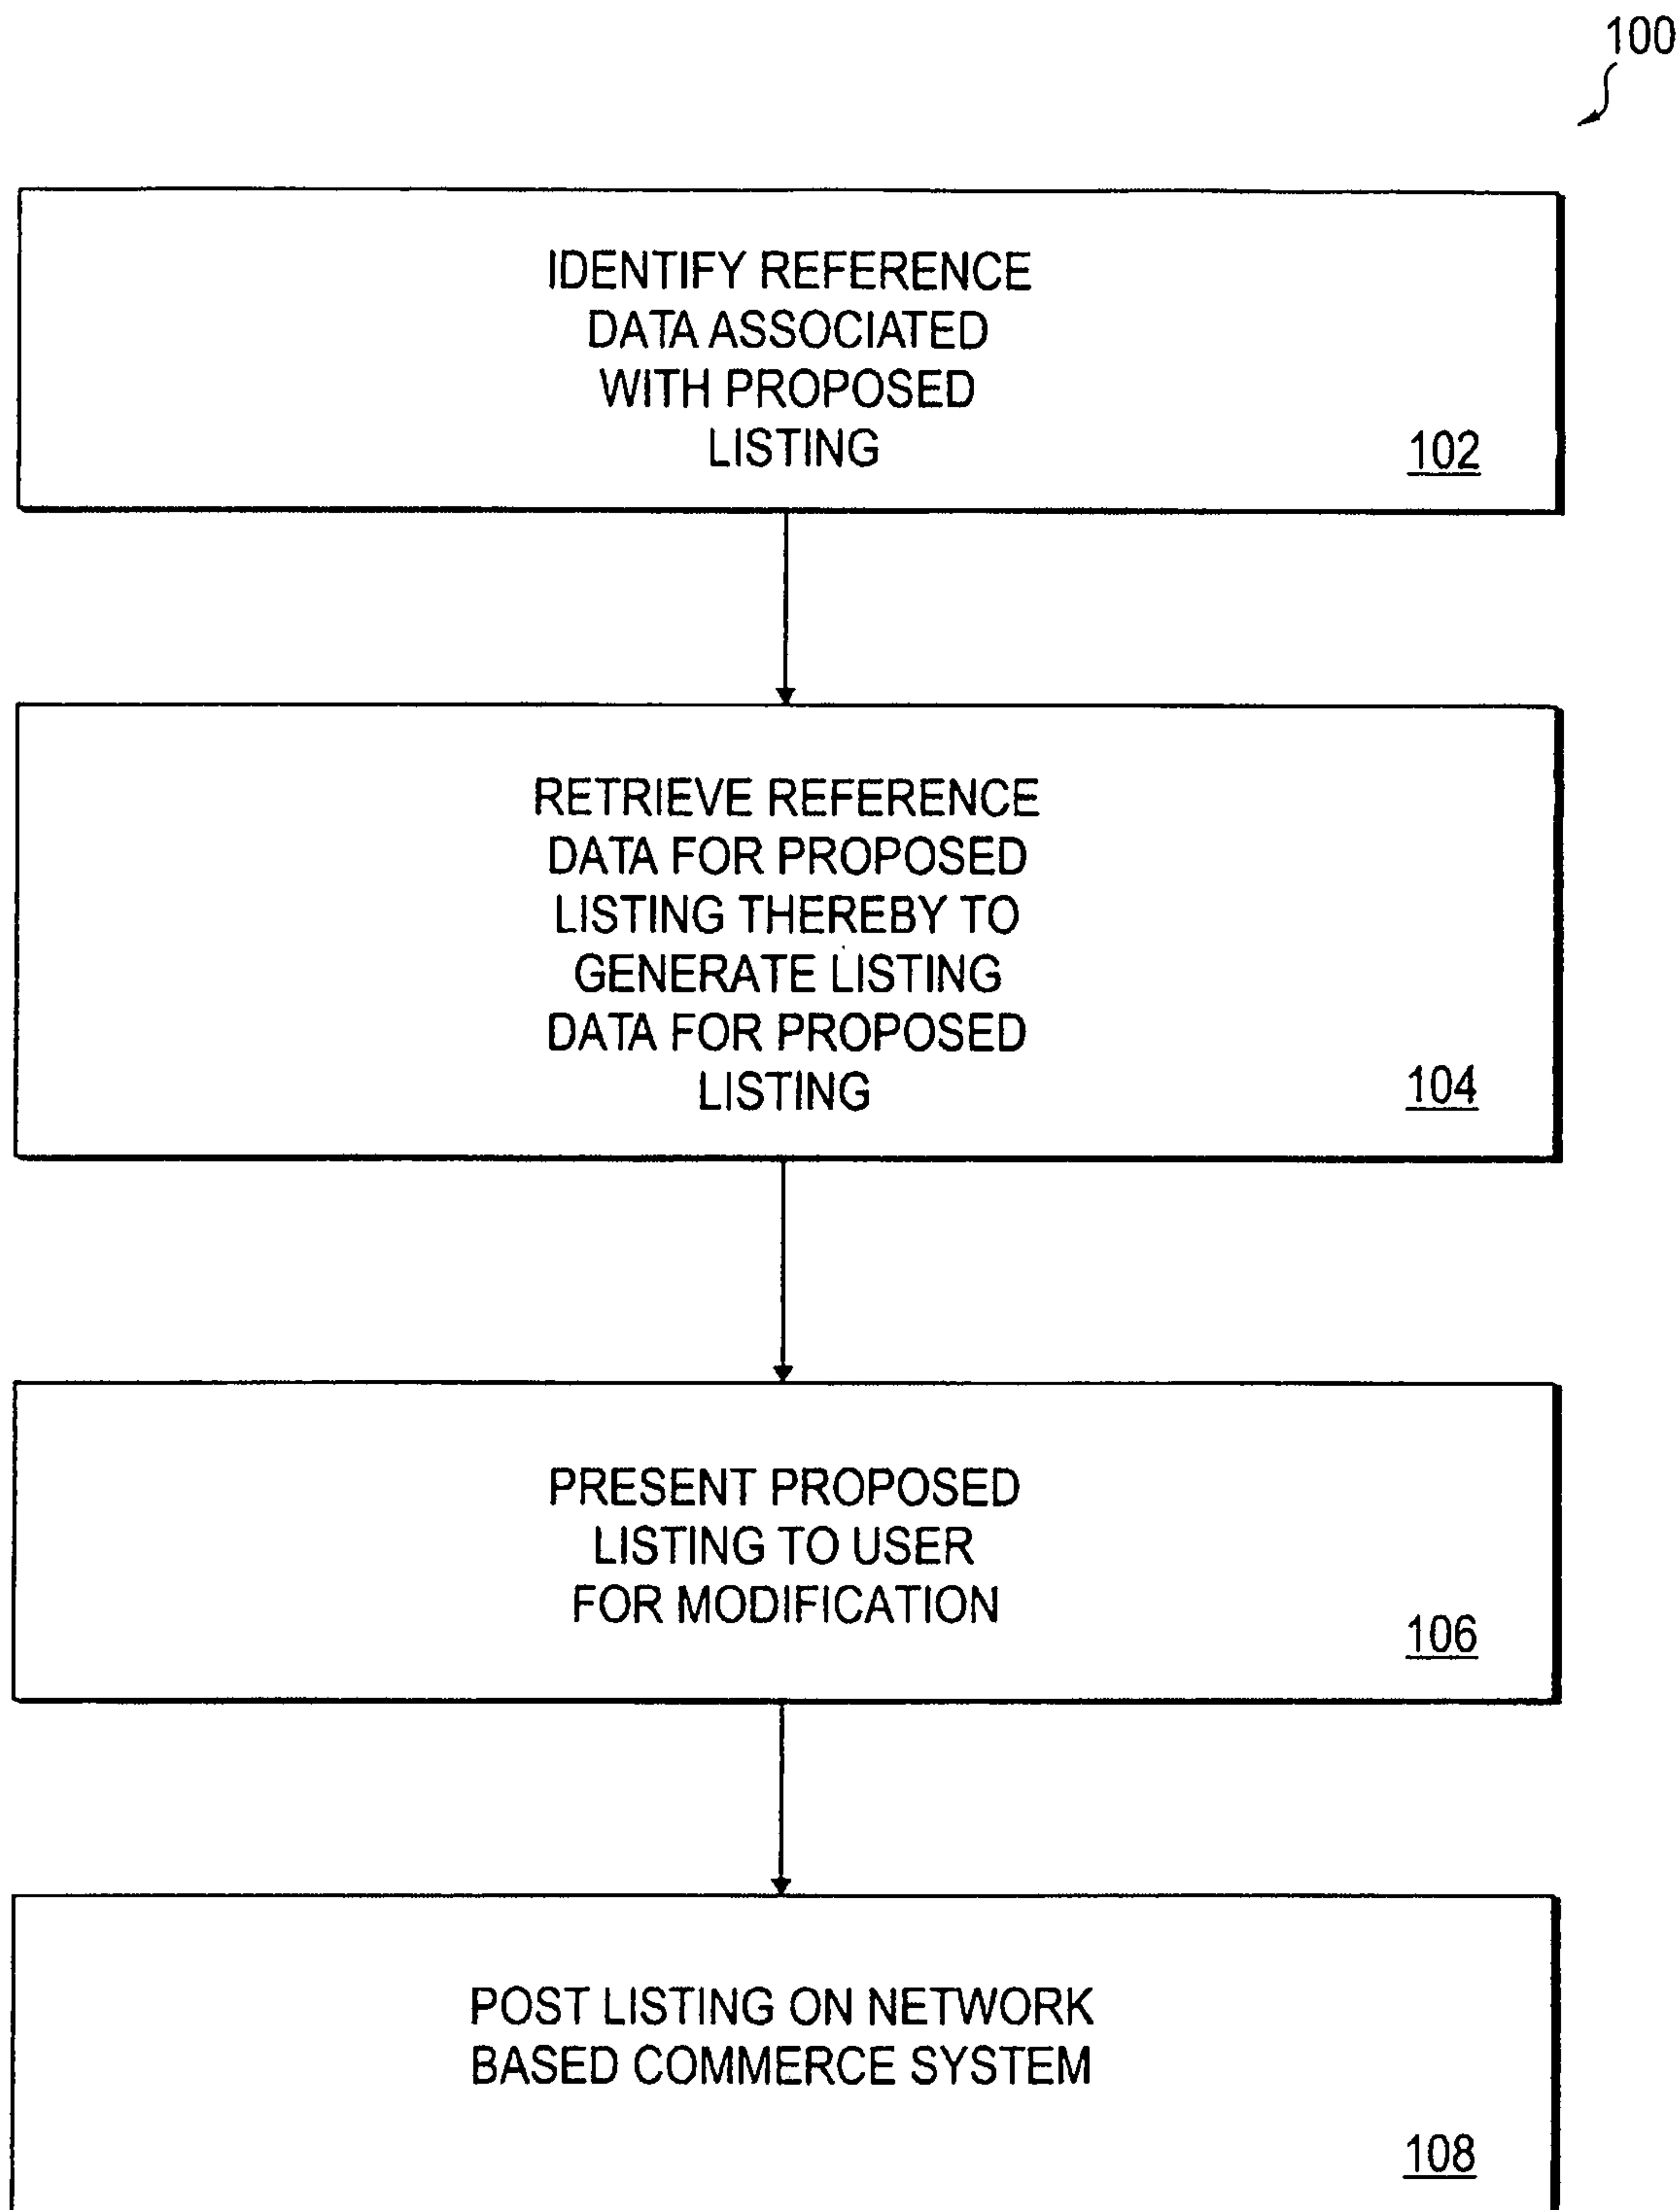 100
IDENTIFY REFERENCE
DATA ASSOCIATED
WITH PROPOSED
LISTING
102
RETRIEVE REFERENCE
DATA FOR PROPOSED
LISTING THEREBY TO
GENERATE LISTING
DATA FOR PROPOSED
LISTING
104
PRESENT PROPOSED
LISTING TO USER
FOR MODIFICATION
106
POST LISTING ON NETWORK
BASED COMMERCE SYSTEM
108